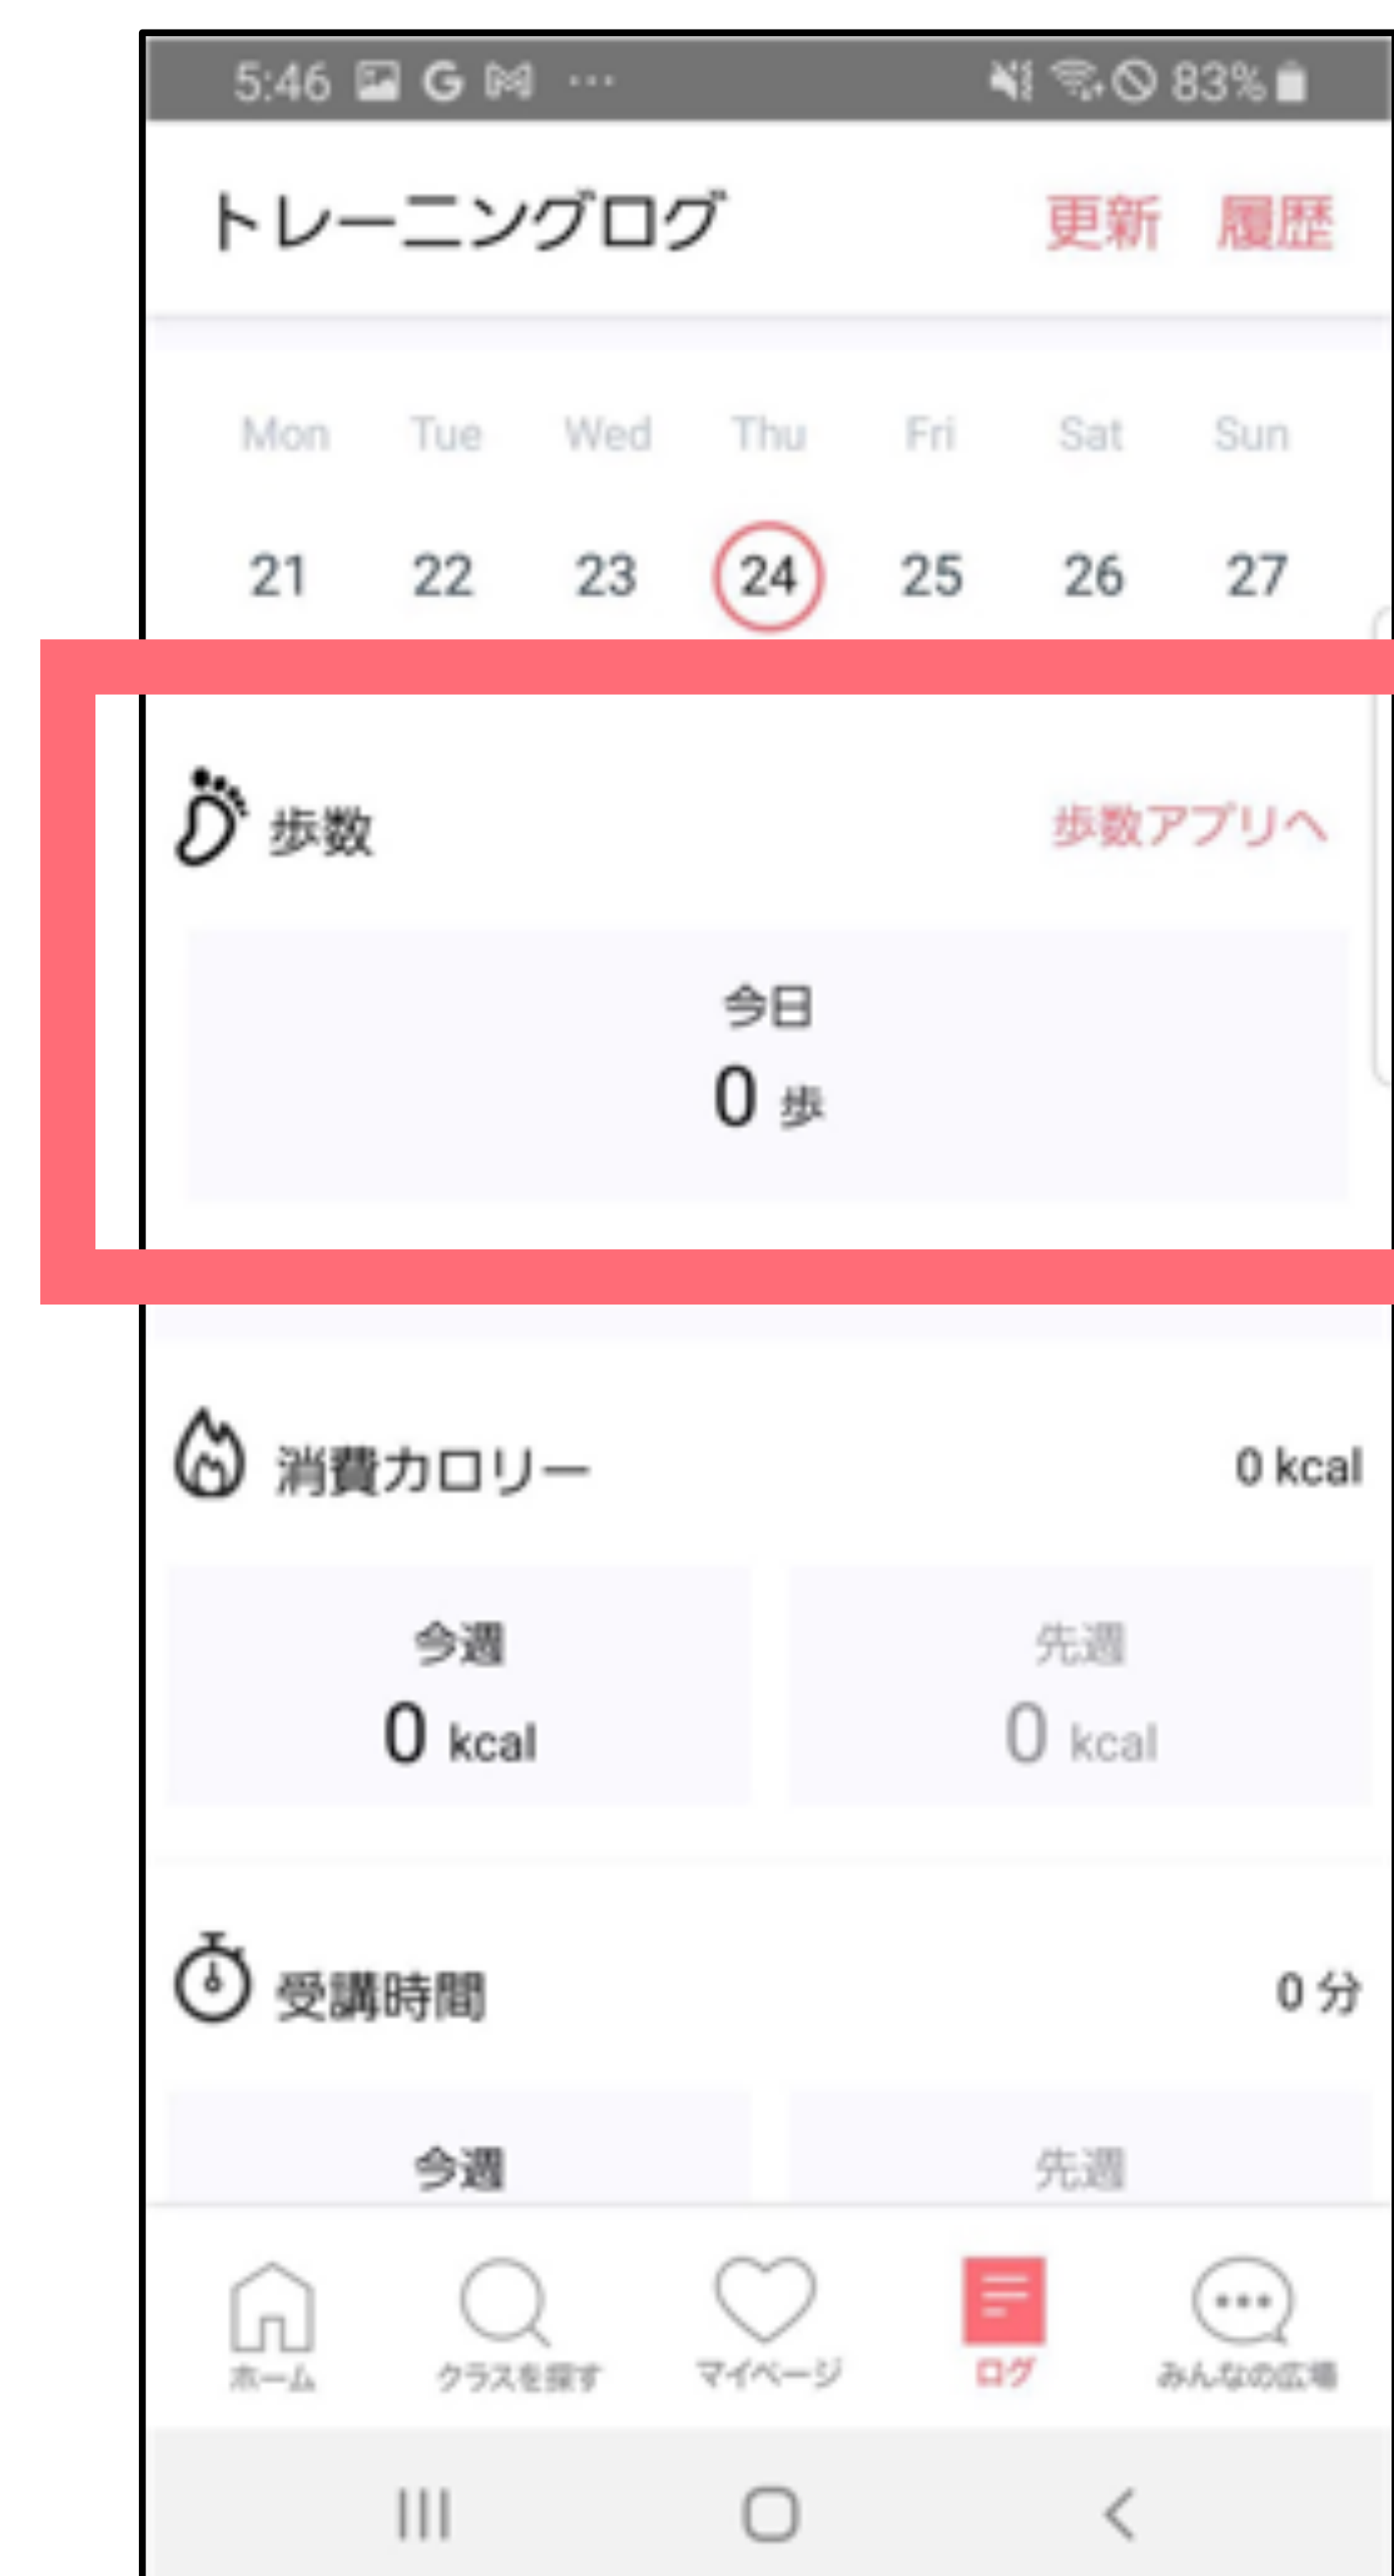 5:46 G 83%
トレーニングログ 更新 履歴
Mon Tue Wed Thu Fri Sat Sun
21 22 23 24 25 26 27
歩数 歩数アプリへ
今日
0 歩
消費カロリー 0 kcal
今週 先週
0 kcal 0 kcal
受講時間 0 分
今週 先週
ホーム クラスを探す マイページ ログ みんなの広場